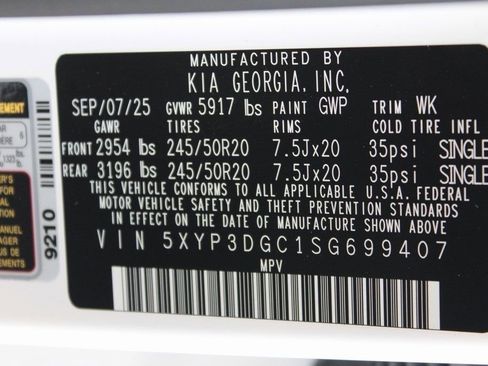 MANUFACTURED BY
KIA GEORGIA, INC,
SEP/07/25 GVWR 5917 lbs PAINT GWP TRIM WK
GAWR TIRES RIMS COLD TIRE INFL
FRONT 2954 lbs 245/50R20 7.5Jx20 35psi SINGLE
REAR 3196 lbs 245/50R20 7.5Jx20 35psi SINGLE
THIS VEHICLE CONFORMS TO ALL APPLICABLE U.S.A. FEDERAL
MOTOR VEHICLE SAFETY AND THEFT PREVENTION STANDARDS
IN EFFECT ON THE DATE OF MANUFACTURE SHOWN ABOVE
VIN 5XYP3DGC1SG699407
MPV
9210